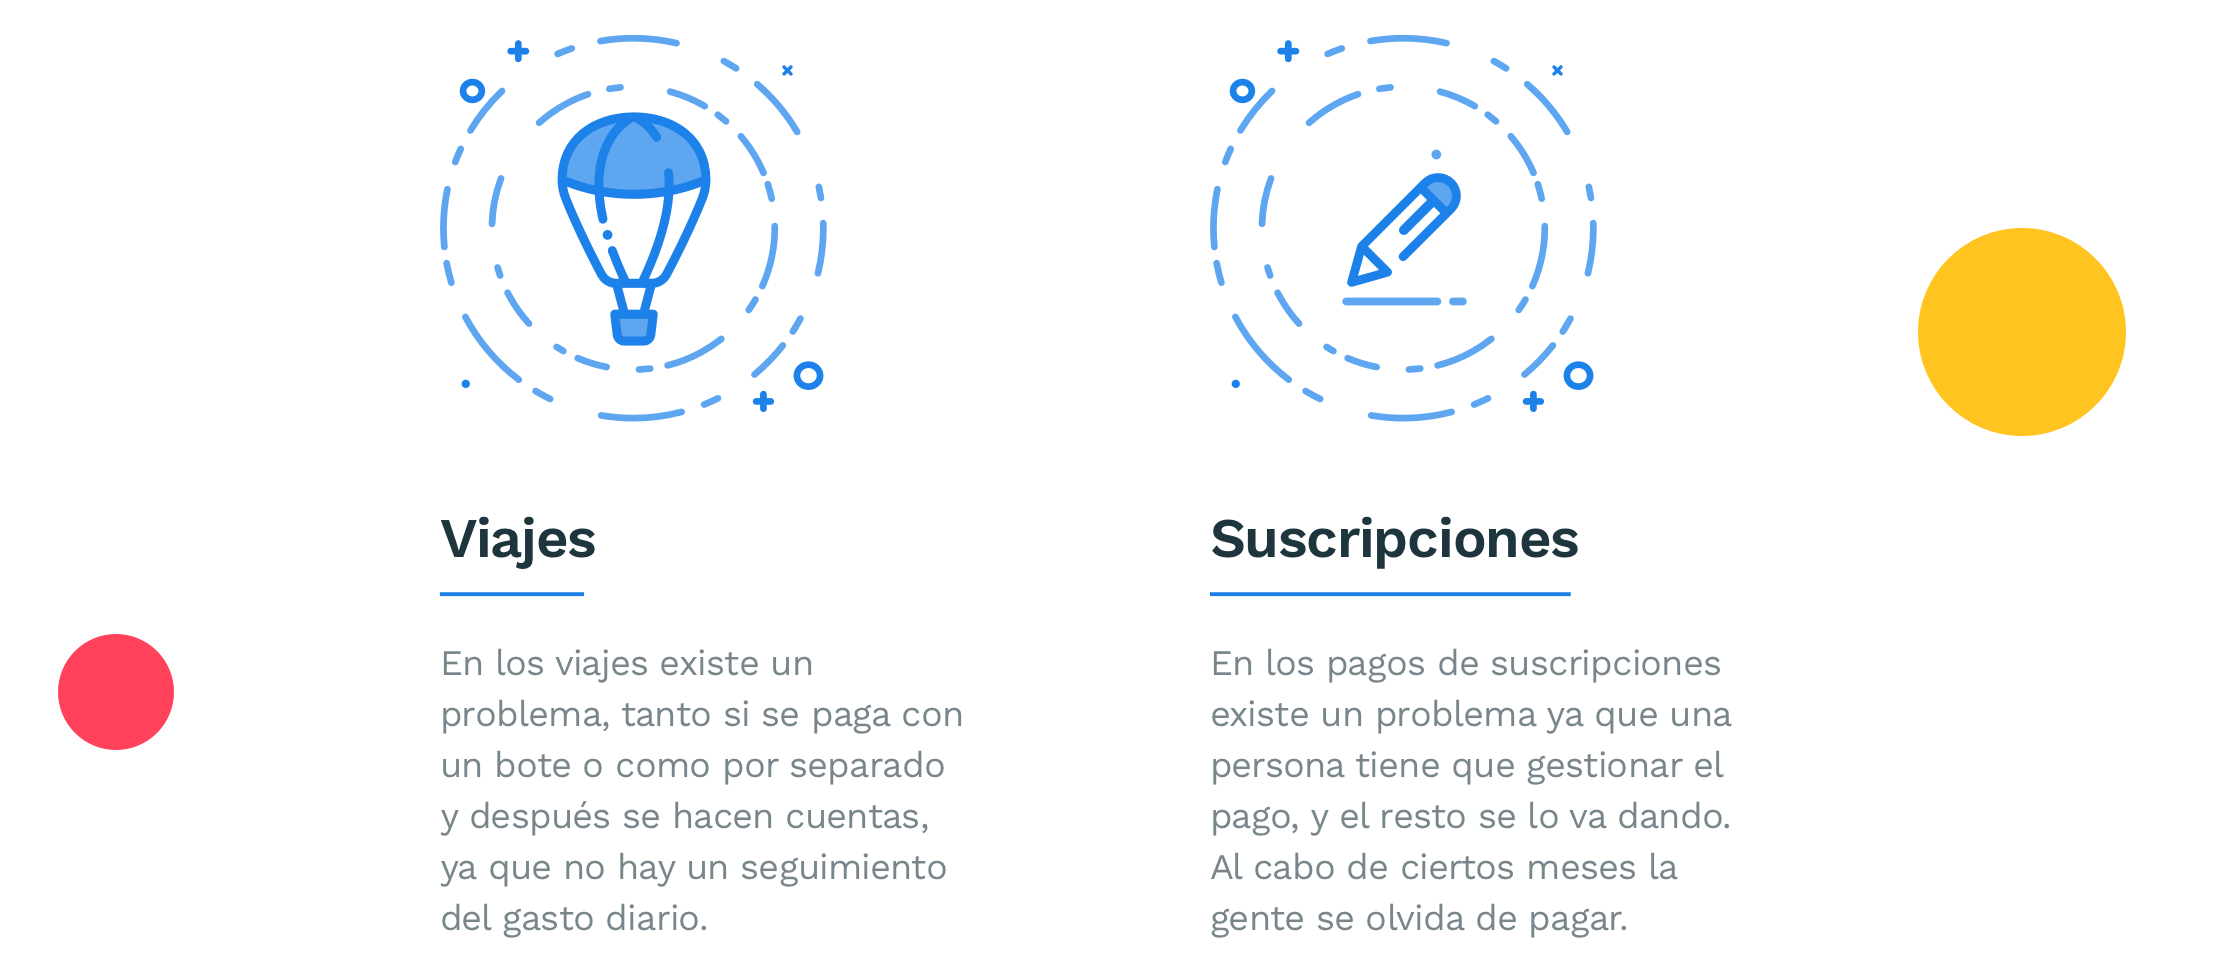 Viajes
En los viajes existe un
problema, tanto si se paga con
un bote o como por separado
y después se hacen cuentas,
ya que no hay un seguimiento
del gasto diario.
Suscripciones
En los pagos de suscripciones
existe un problema ya que una
persona tiene que gestionar el
pago, y el resto se lo va dando.
Al cabo de ciertos meses la
gente se olvida de pagar.